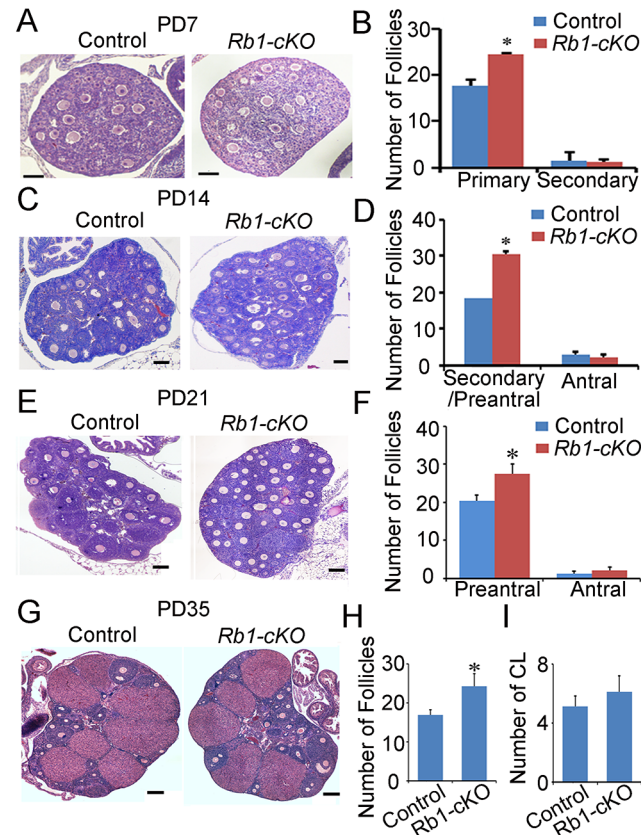 A PD7
Control Rb1-cKO
B
Number of Follicles
30
20
10
0
Control
Rb1-cKO
*
Primary Secondary
C PD14
Control Rb1-cKO
D
Number of Follicles
40
30
20
10
0
Control
Rb1-cKO
*
Secondary Antral
/Preantral
E PD21
Control Rb1-cKO
F
Number of Follicles
40
30
20
10
0
Control
Rb1-cKO
*
Preantral Antral
G PD35
Control Rb1-cKO
H
Number of Follicles
30
20
10
0
*
Control
Rb1-cKO
I
Number of CL
8
4
0
Control
Rb1-cKO